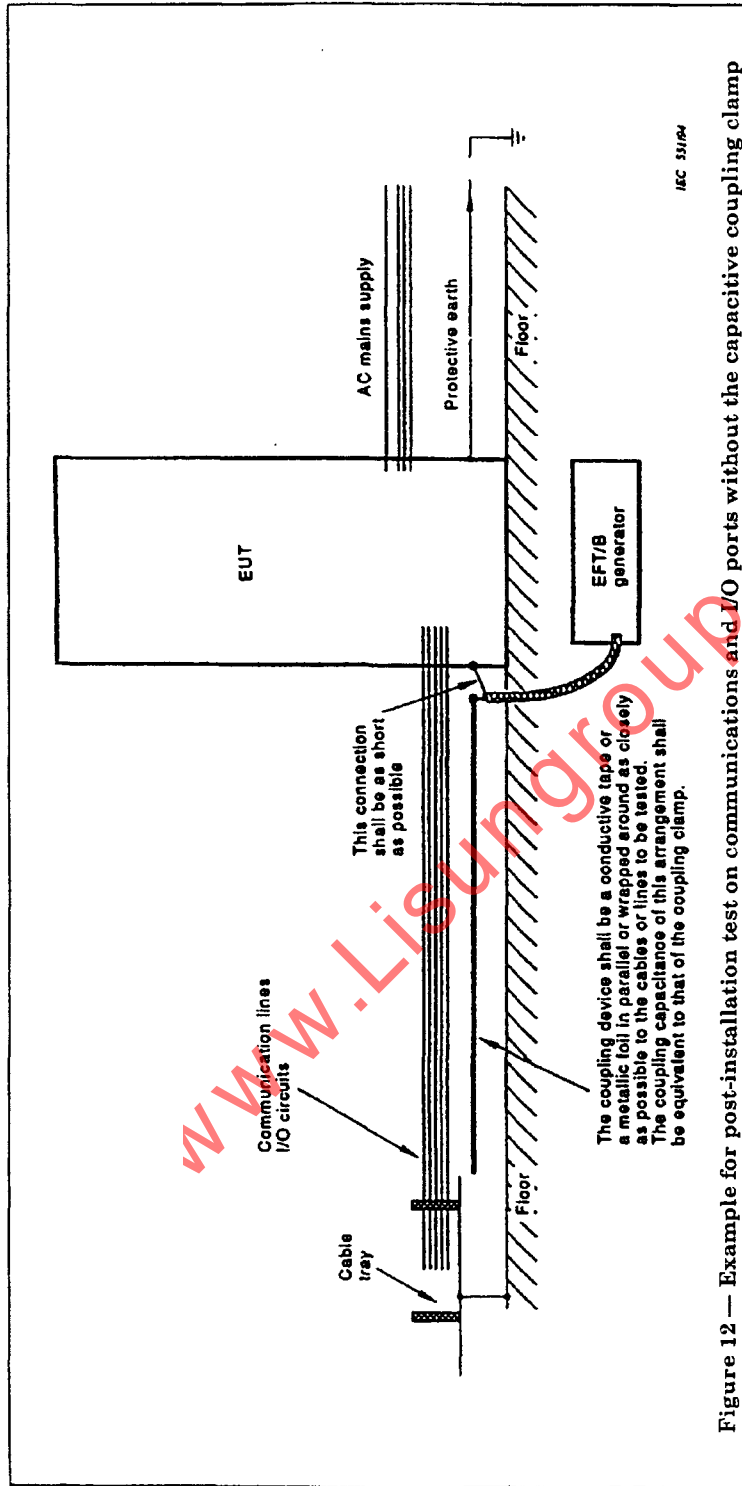 EUT
AC mains supply
Protective earth
Floor
IEC 551/94
EFT/B
generator
This connection
shall be as short
as possible
Communication lines
I/O circuits
Cable
tray
Floor
The coupling device shall be a conductive tape or
a metallic foil in parallel or wrapped around as closely
as possible to the cables or lines to be tested.
The coupling capacitance of this arrangement shall
be equivalent to that of the coupling clamp.
www.Lisungroup
Figure 12 — Example for post-installation test on communications and I/O ports without the capacitive coupling clamp